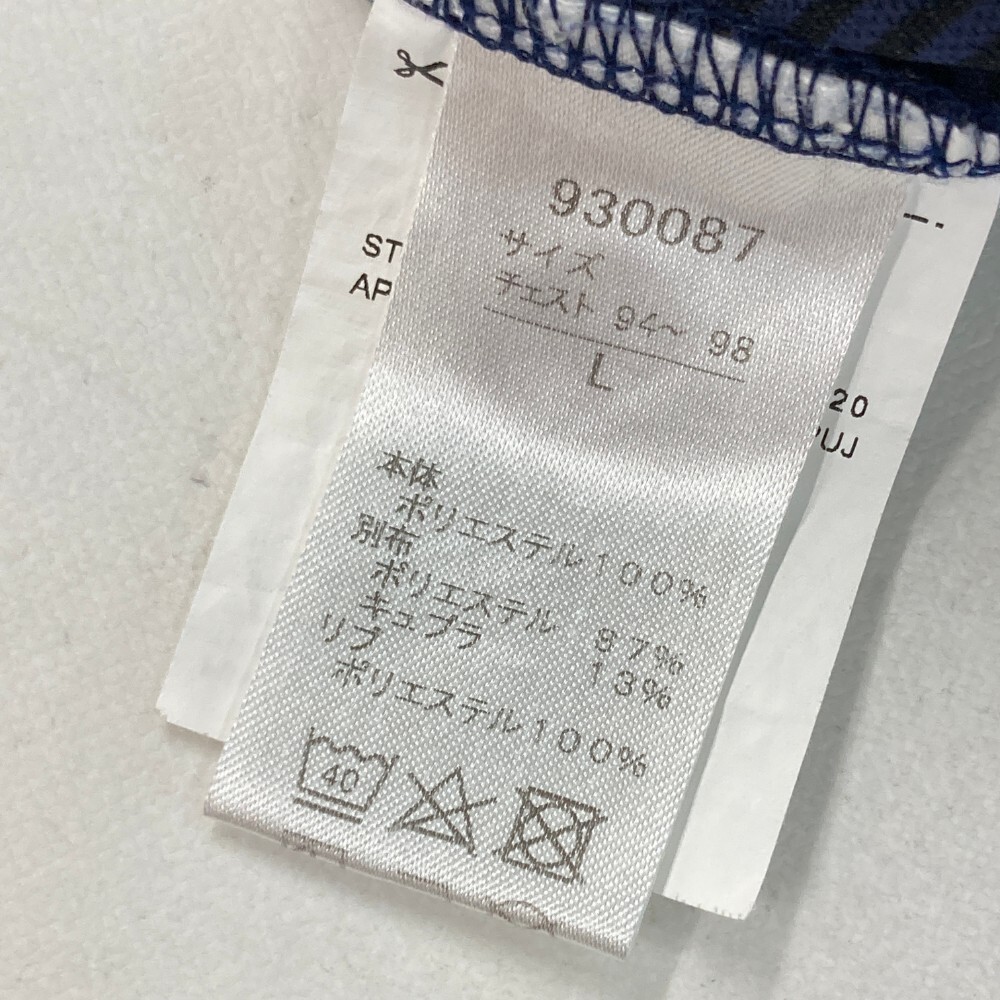 930087
サイズ
チェスト 94～ 98
L
ST
AP
20
PUJ
本体
ポリエステル100%
別布
ポリエステル 87%
キュプラ 13%
リブ
ポリエステル100%
40